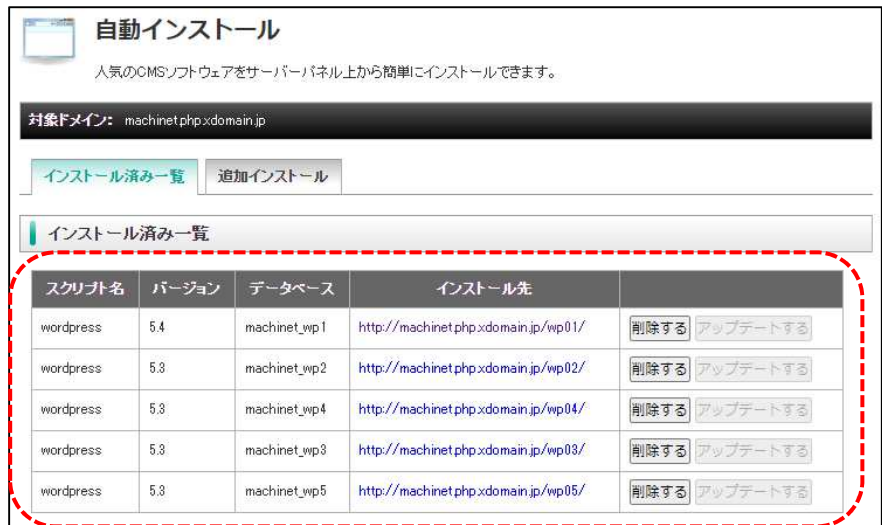 自動インストール
人気のCMSソフトウェアをサーバーパネル上から簡単にインストールできます。
対象ドメイン: machinet.php.xdomain.jp
インストール済み一覧 追加インストール
インストール済み一覧
スクリプト名 バージョン データベース インストール先
wordpress 5.4 machinet_wp1 http://machinet.php.xdomain.jp/wp01/ 削除する アップデートする
wordpress 5.3 machinet_wp2 http://machinet.php.xdomain.jp/wp02/ 削除する アップデートする
wordpress 5.3 machinet_wp4 http://machinet.php.xdomain.jp/wp04/ 削除する アップデートする
wordpress 5.3 machinet_wp3 http://machinet.php.xdomain.jp/wp03/ 削除する アップデートする
wordpress 5.3 machinet_wp5 http://machinet.php.xdomain.jp/wp05/ 削除する アップデートする